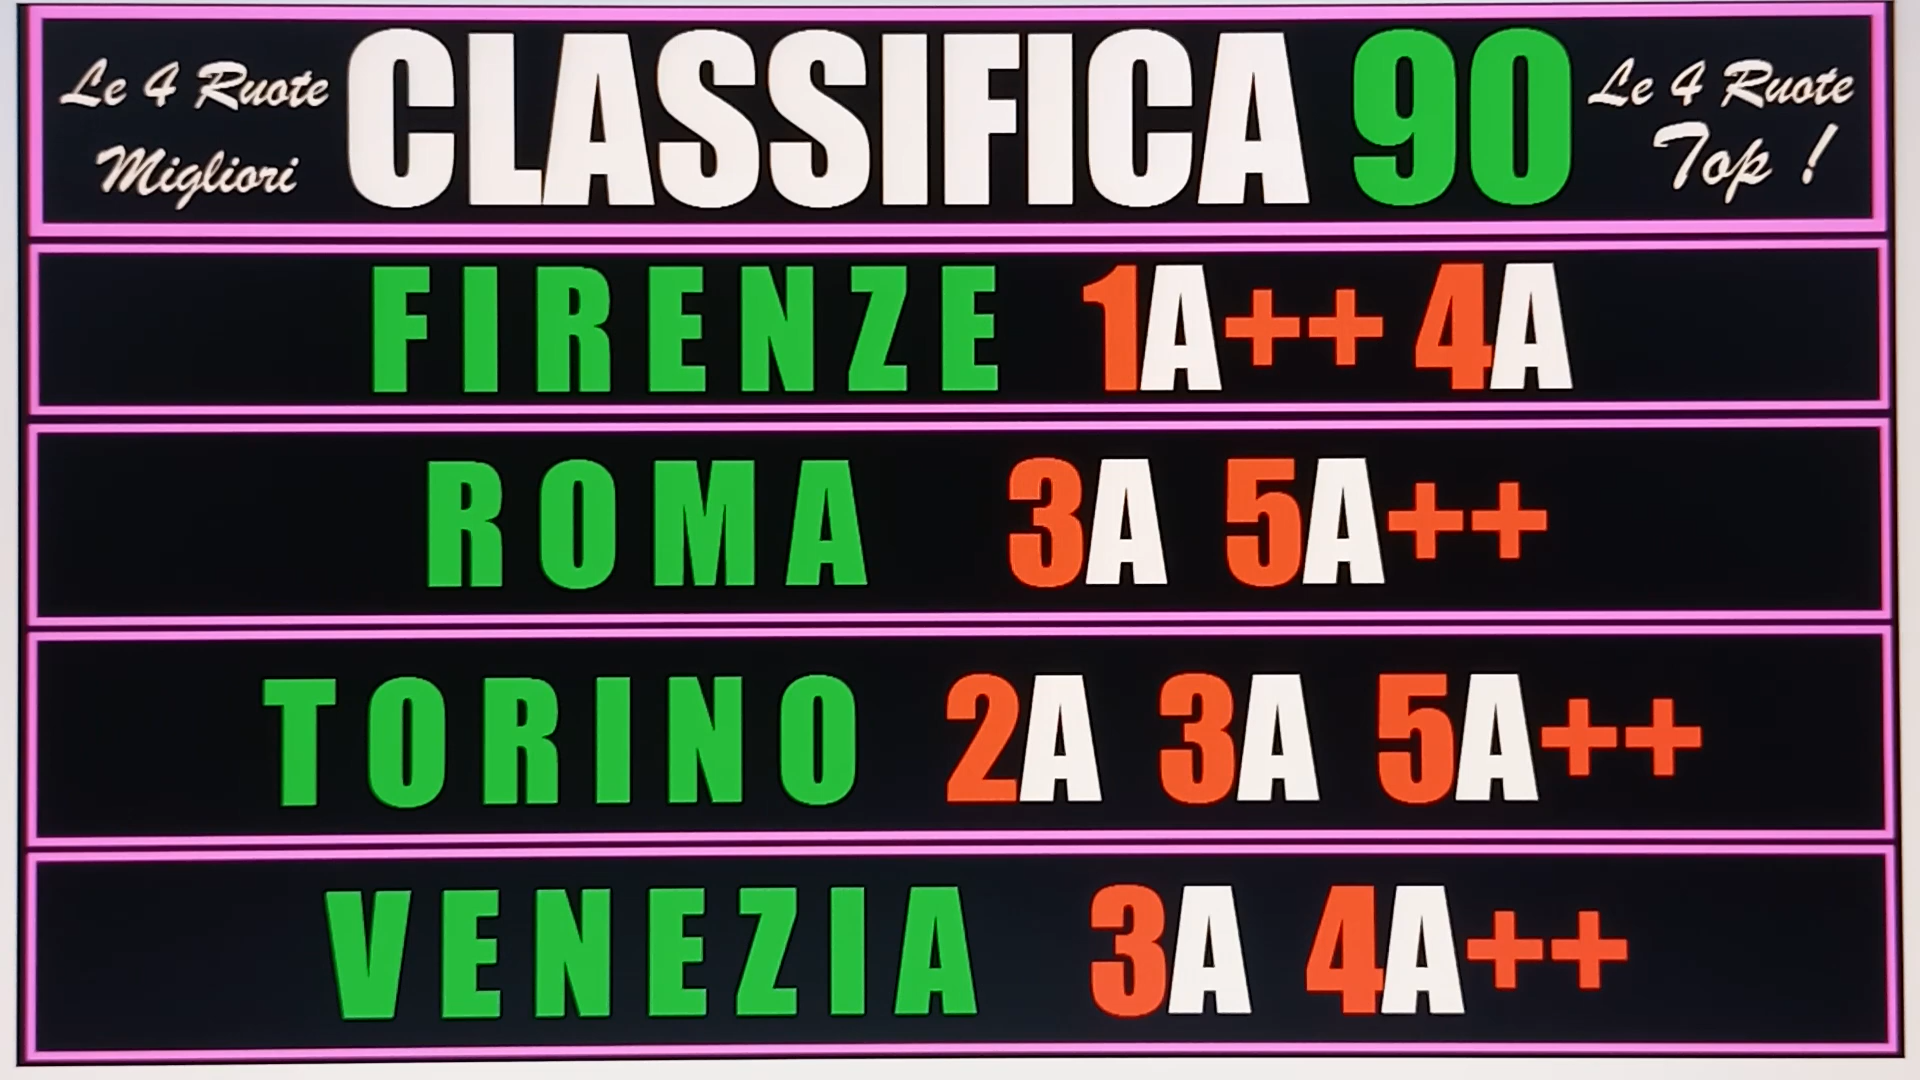 Le 4 Ruote
Migliori
CLASSIFICA 90
Le 4 Ruote
Top !
FIRENZE 1A++ 4A
ROMA 3A 5A++
TORINO 2A 3A 5A++
VENEZIA 3A 4A++